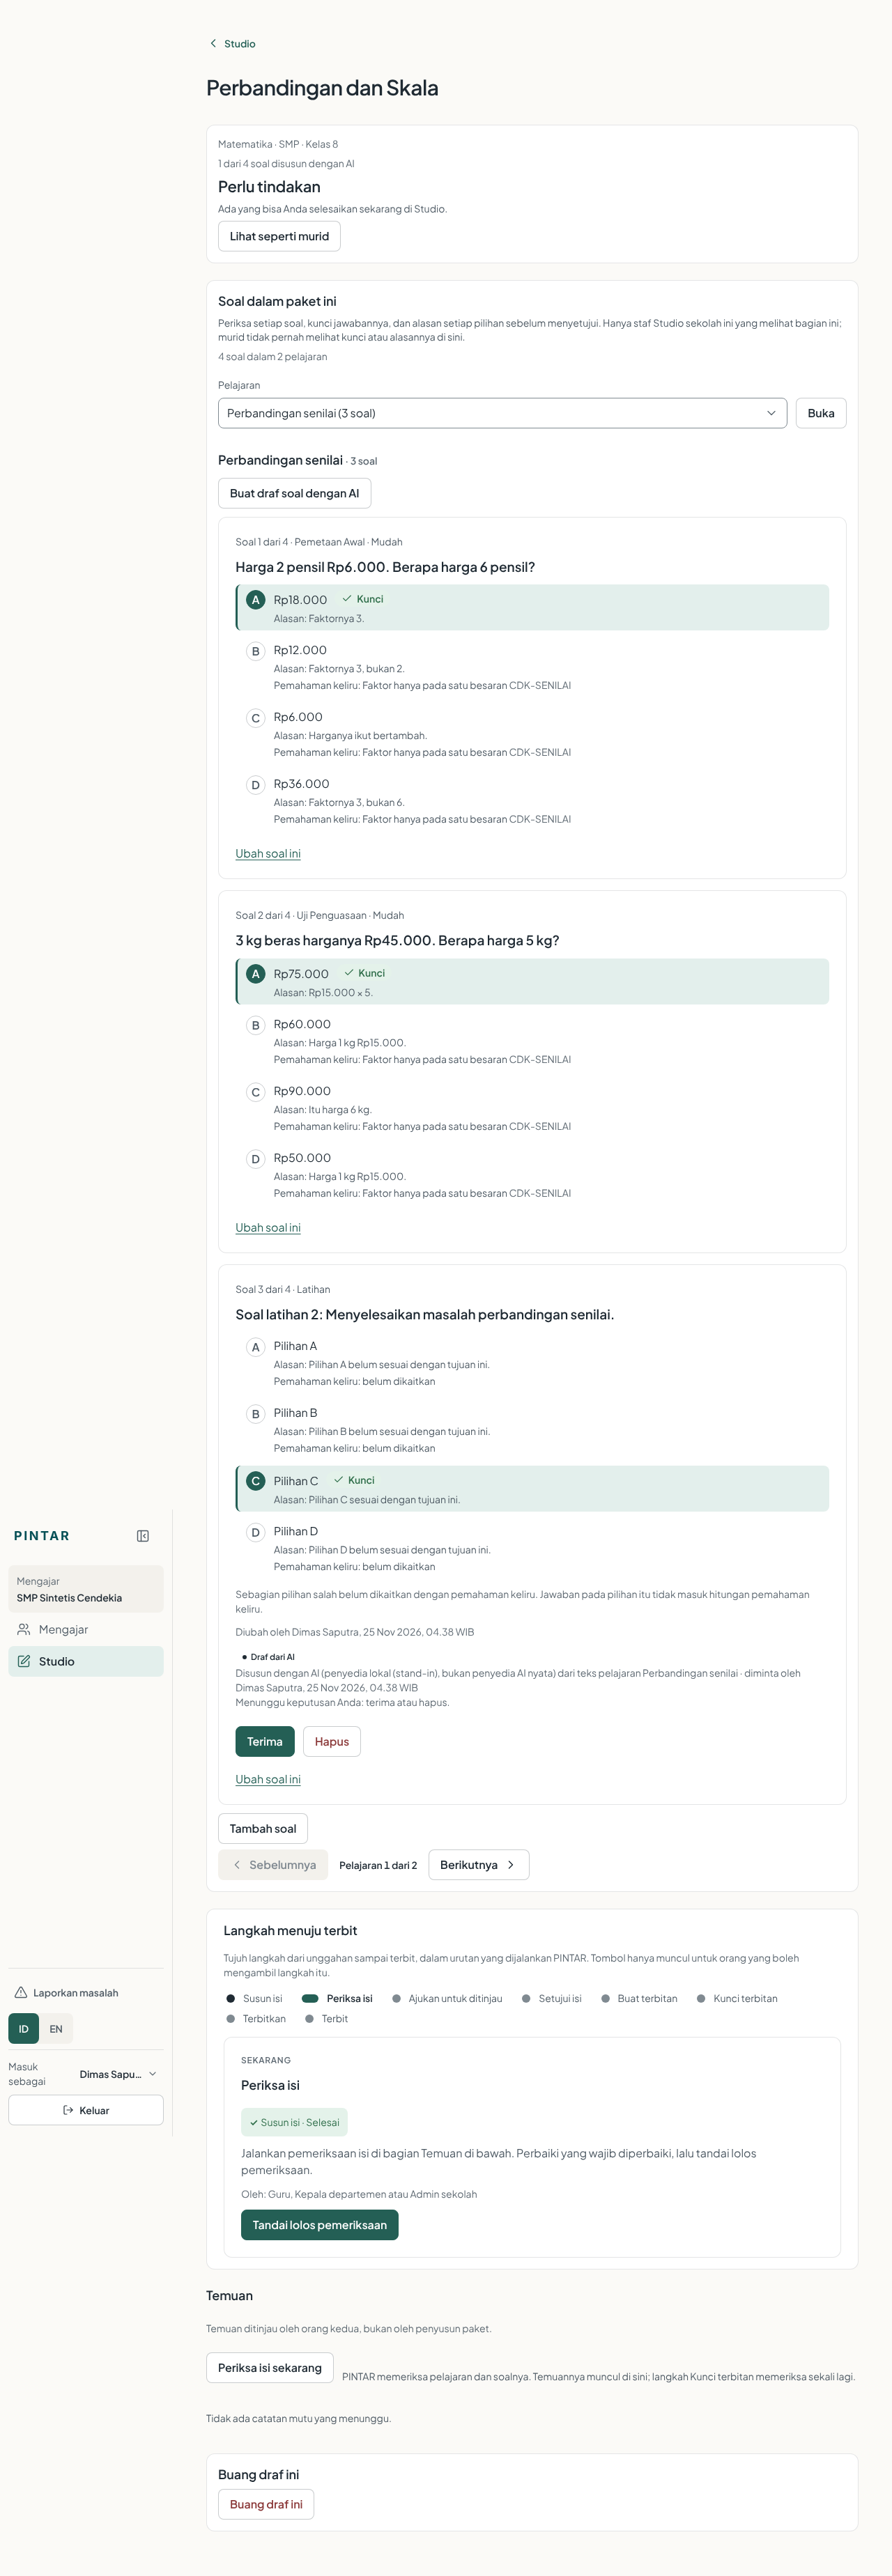 Studio
Perbandingan dan Skala
Matematika · SMP · Kelas 8
1 dari 4 soal disusun dengan AI
Perlu tindakan
Ada yang bisa Anda selesaikan sekarang di Studio.
Lihat seperti murid
Soal dalam paket ini
Periksa setiap soal, kunci jawabannya, dan alasan setiap pilihan sebelum menyetujui. Hanya staf Studio sekolah ini yang melihat bagian ini;
murid tidak pernah melihat kunci atau alasannya di sini.
4 soal dalam 2 pelajaran
Pelajaran
Perbandingan senilai (3 soal)
Buka
Perbandingan senilai · 3 soal
Buat draf soal dengan AI
Soal 1 dari 4 · Pemetaan Awal · Mudah
Harga 2 pensil Rp6.000. Berapa harga 6 pensil?
A Rp18.000 Kunci
Alasan: Faktornya 3.
B Rp12.000
Alasan: Faktornya 3, bukan 2.
Pemahaman keliru: Faktor hanya pada satu besaran CDK-SENILAI
C Rp6.000
Alasan: Harganya ikut bertambah.
Pemahaman keliru: Faktor hanya pada satu besaran CDK-SENILAI
D Rp36.000
Alasan: Faktornya 3, bukan 6.
Pemahaman keliru: Faktor hanya pada satu besaran CDK-SENILAI
Ubah soal ini
Soal 2 dari 4 · Uji Penguasaan · Mudah
3 kg beras harganya Rp45.000. Berapa harga 5 kg?
A Rp75.000 Kunci
Alasan: Rp15.000 × 5.
B Rp60.000
Alasan: Harga 1 kg Rp15.000.
Pemahaman keliru: Faktor hanya pada satu besaran CDK-SENILAI
C Rp90.000
Alasan: Itu harga 6 kg.
Pemahaman keliru: Faktor hanya pada satu besaran CDK-SENILAI
D Rp50.000
Alasan: Harga 1 kg Rp15.000.
Pemahaman keliru: Faktor hanya pada satu besaran CDK-SENILAI
Ubah soal ini
Soal 3 dari 4 · Latihan
Soal latihan 2: Menyelesaikan masalah perbandingan senilai.
A Pilihan A
Alasan: Pilihan A belum sesuai dengan tujuan ini.
Pemahaman keliru: belum dikaitkan
B Pilihan B
Alasan: Pilihan B belum sesuai dengan tujuan ini.
Pemahaman keliru: belum dikaitkan
C Pilihan C Kunci
Alasan: Pilihan C sesuai dengan tujuan ini.
D Pilihan D
Alasan: Pilihan D belum sesuai dengan tujuan ini.
Pemahaman keliru: belum dikaitkan
Sebagian pilihan salah belum dikaitkan dengan pemahaman keliru. Jawaban pada pilihan itu tidak masuk hitungan pemahaman
keliru.
Diubah oleh Dimas Saputra, 25 Nov 2026, 04.38 WIB
Draf dari AI
Disusun dengan AI (penyedia lokal (stand-in), bukan penyedia AI nyata) dari teks pelajaran Perbandingan senilai · diminta oleh
Dimas Saputra, 25 Nov 2026, 04.38 WIB
Menunggu keputusan Anda: terima atau hapus.
Terima
Hapus
Ubah soal ini
Tambah soal
Sebelumnya
Pelajaran 1 dari 2
Berikutnya
PINTAR
Mengajar
SMP Sintetis Cendekia
Mengajar
Studio
Laporkan masalah
ID
EN
Masuk
sebagai
Dimas Sapu...
Keluar
Langkah menuju terbit
Tujuh langkah dari unggahan sampai terbit, dalam urutan yang dijalankan PINTAR. Tombol hanya muncul untuk orang yang boleh
mengambil langkah itu.
Susun isi Periksa isi Ajukan untuk ditinjau Setujui isi Buat terbitan Kunci terbitan
Terbitkan Terbit
SEKARANG
Periksa isi
Susun isi · Selesai
Jalankan pemeriksaan isi di bagian Temuan di bawah. Perbaiki yang wajib diperbaiki, lalu tandai lolos
pemeriksaan.
Oleh: Guru, Kepala departemen atau Admin sekolah
Tandai lolos pemeriksaan
Temuan
Temuan ditinjau oleh orang kedua, bukan oleh penyusun paket.
Periksa isi sekarang
PINTAR memeriksa pelajaran dan soalnya. Temuannya muncul di sini; langkah Kunci terbitan memeriksa sekali lagi.
Tidak ada catatan mutu yang menunggu.
Buang draf ini
Buang draf ini